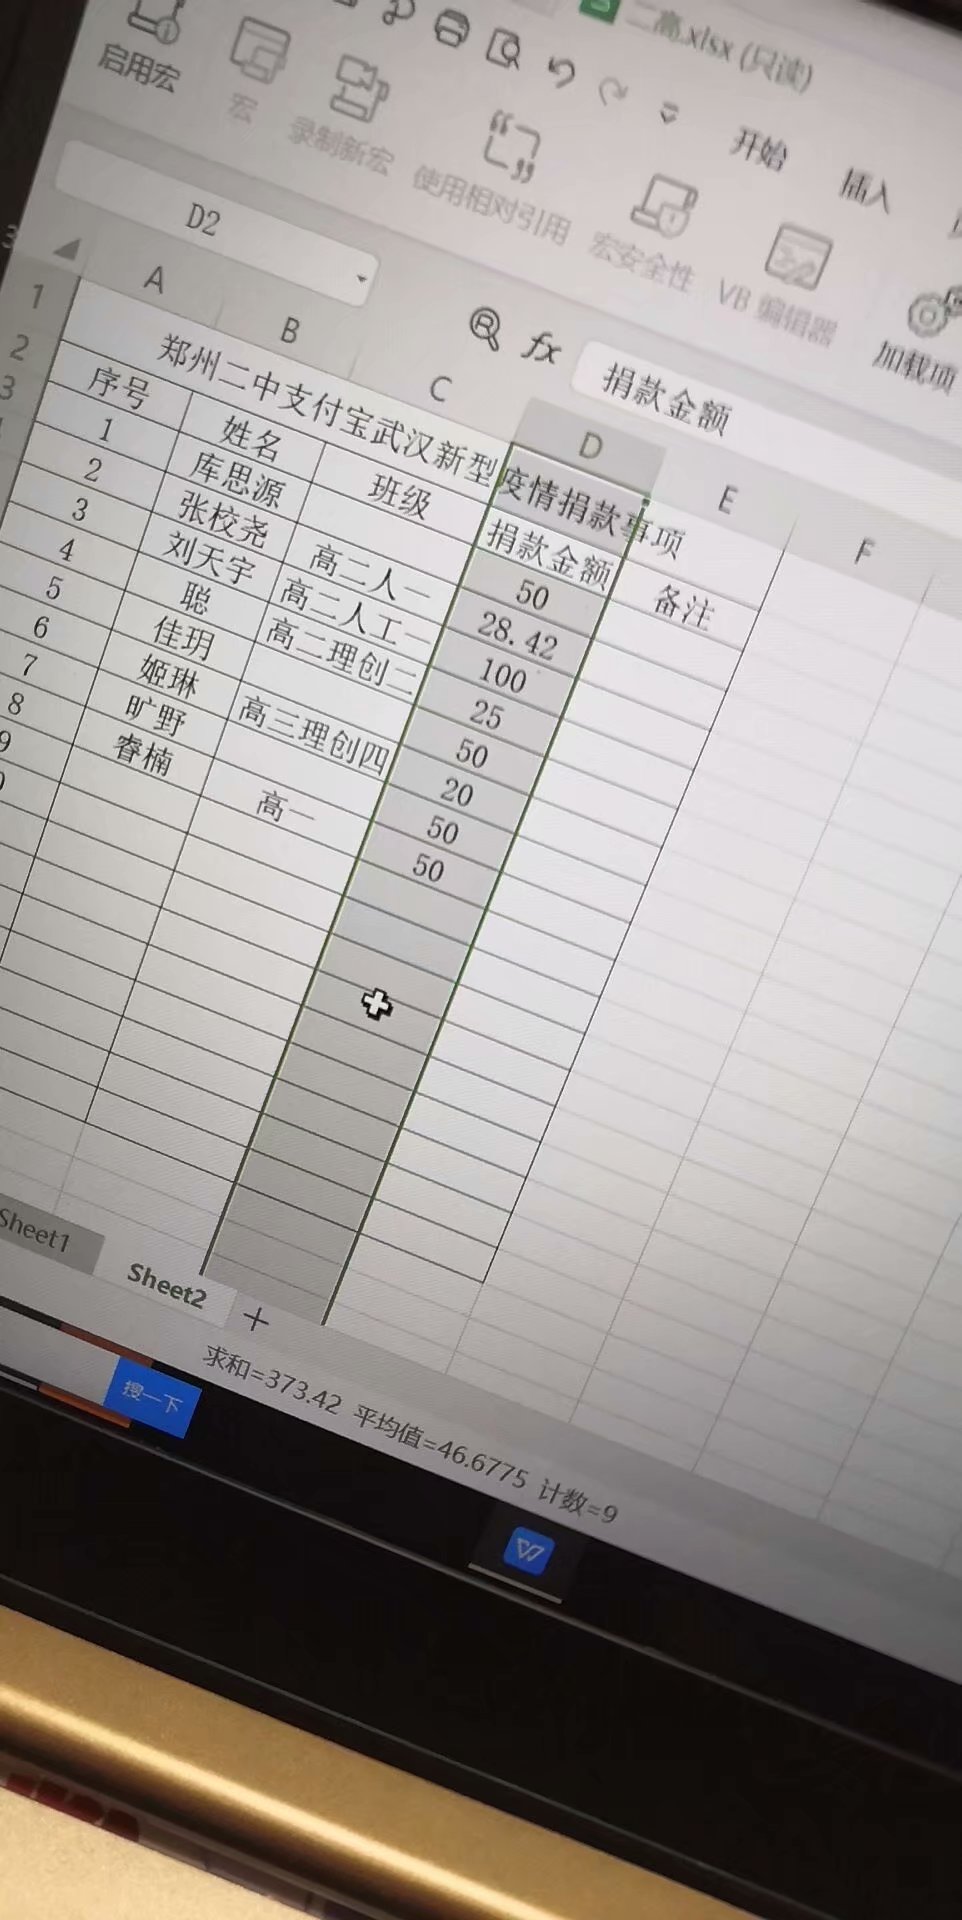 二高.xlsx (只读)
开始 插入
启用宏 宏 录制新宏 使用相对引用 宏安全性 VB 编辑器 加载项
D2 fx 捐款金额
A B C D E F
1 郑州二中支付宝武汉新型疫情捐款事项
2 序号 姓名 班级 捐款金额 备注
3 1 库思源 高二人一 50
2 张校尧 高二人工一 28.42
3 刘天宇 高二理创二 100
4 聪 25
5 佳玥 高三理创四 50
6 姬琳 20
7 旷野 高一 50
8 睿楠 50
9
Sheet1 Sheet2 +
求和=373.42 平均值=46.6775 计数=9
搜一下